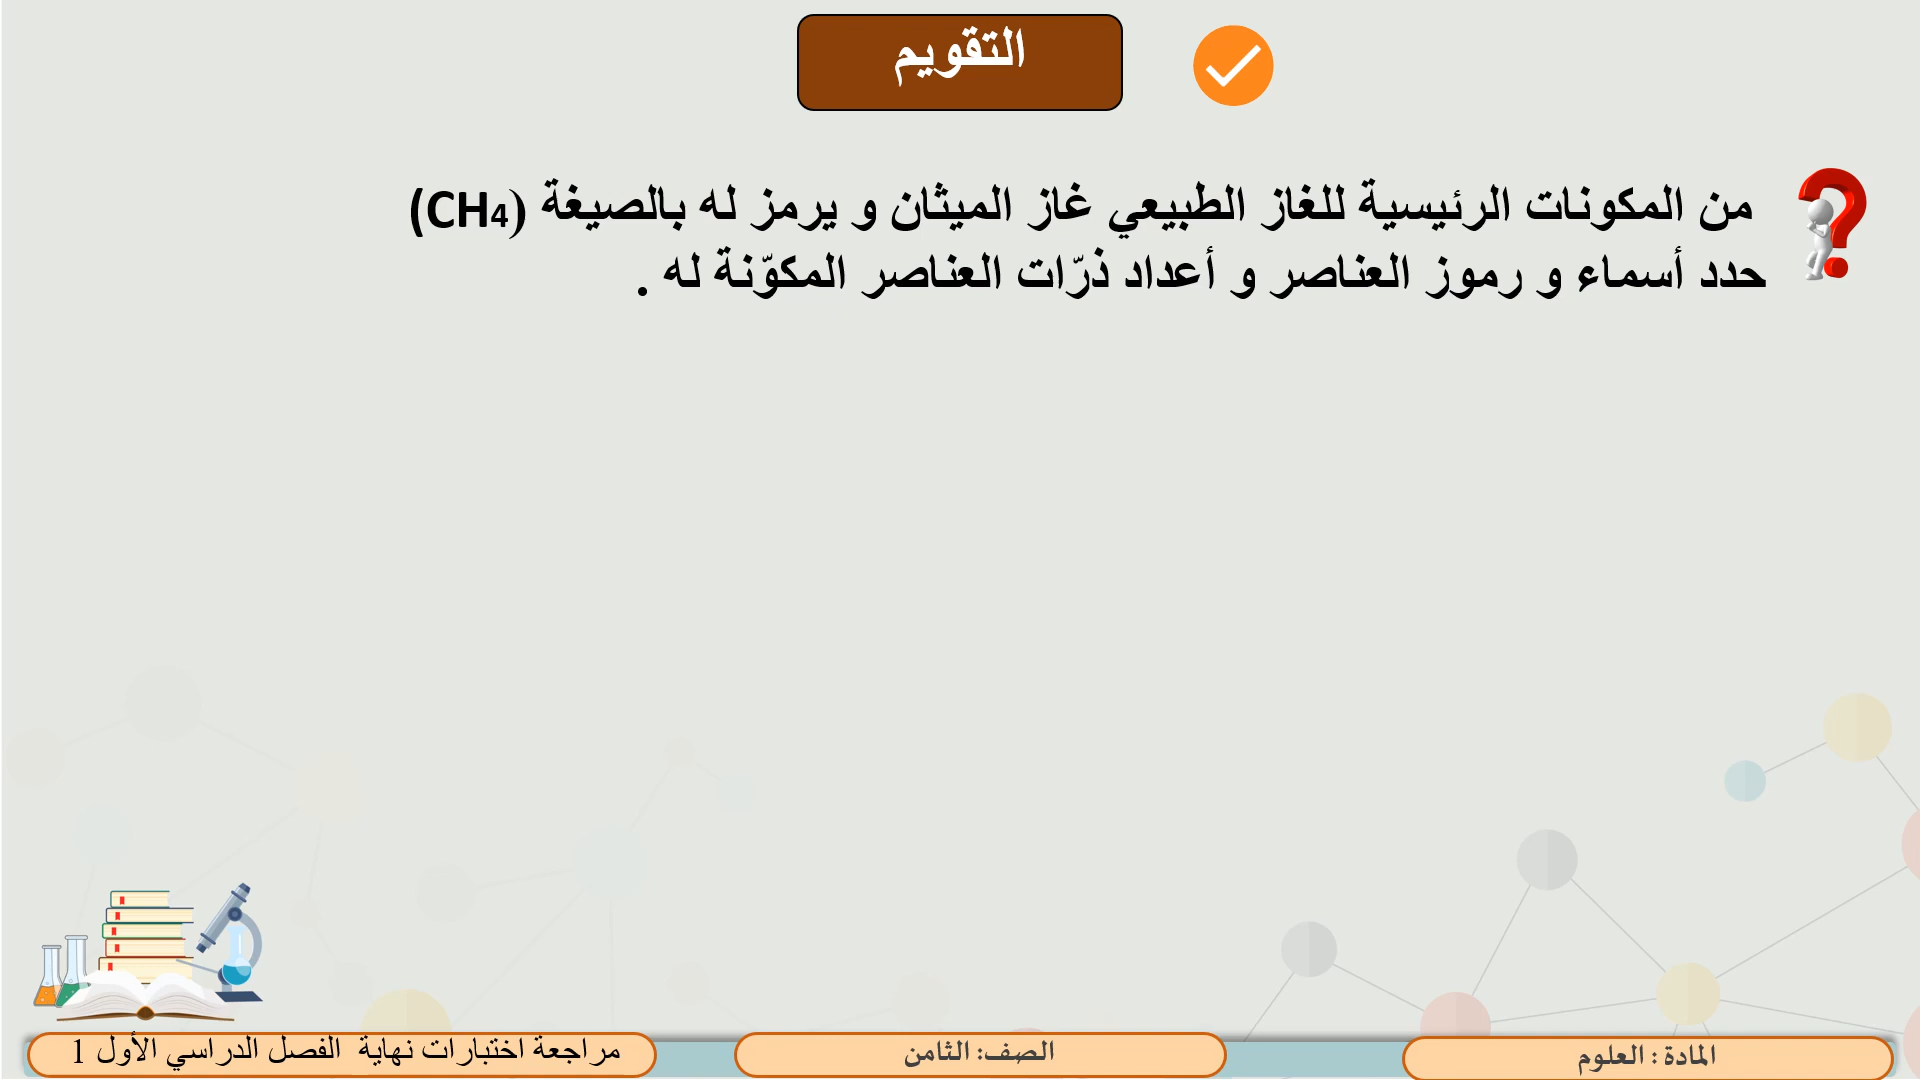 التقويم
من المكونات الرئيسية للغاز الطبيعي غاز الميثان و يرمز له بالصيغة (CH4)
حدد أسماء و رموز العناصر و أعداد ذرّات العناصر المكوّنة له .
المادة : العلوم
الصف: الثامن
مراجعة اختبارات نهاية الفصل الدراسي الأول 1